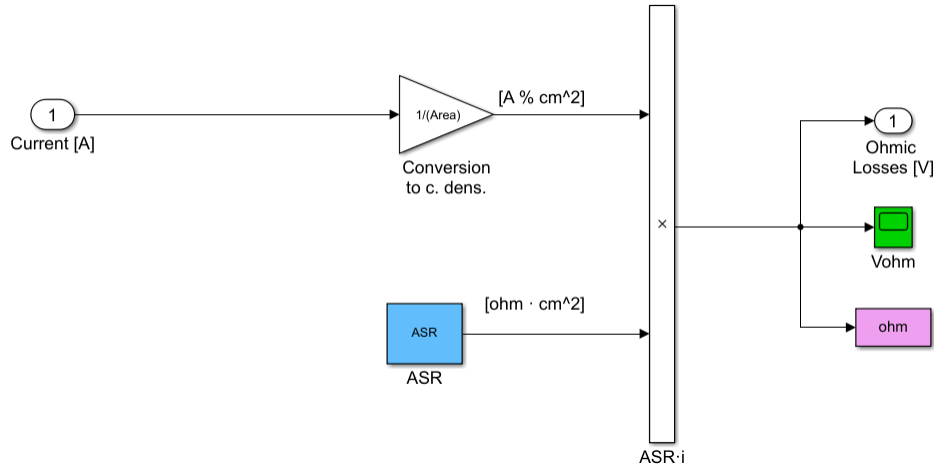 1
Current [A]
1/(Area)
Conversion
to c. dens.
[A % cm^2]
ASR
ASR
[ohm · cm^2]
×
ASR·i
1
Ohmic
Losses [V]
Vohm
ohm